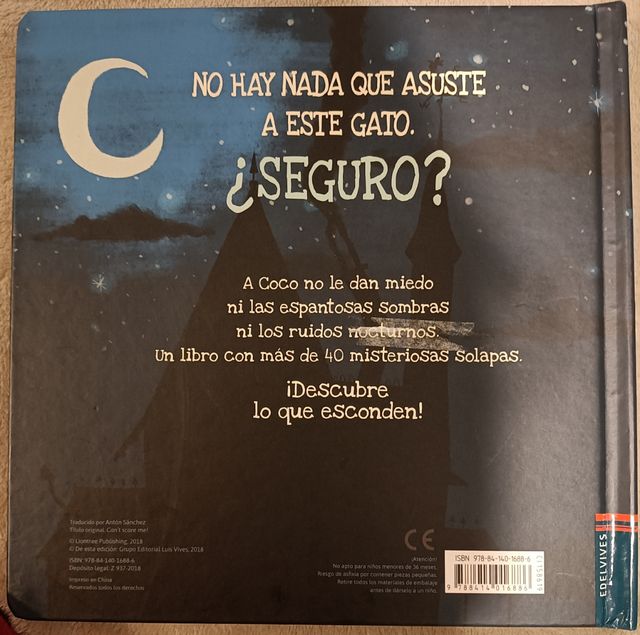 NO HAY NADA QUE ASUSTE
A ESTE GATO.
¿SEGURO?
A Coco no le dan miedo
ni las espantosas sombras
ni los ruidos nocturnos.
Un libro con más de 40 misteriosas solapas.
¡Descubre
lo que esconden!
Traducido por Antón Sánchez
Título original: Can't scare me!
© Liontree Publishing, 2018
© De esta edición: Grupo Editorial Luis Vives, 2018
ISBN: 978-84-140-1688-6
Depósito legal: Z 937-2018
Impreso en China
Reservados todos los derechos
CE
¡Atención!
No apto para niños menores de 36 meses.
Riesgo de asfixia por contener piezas pequeñas.
Retire todos los materiales de embalaje
antes de dárselo a un niño.
ISBN 978-84-140-1688-6
9 788414 016886
EDELVIVES